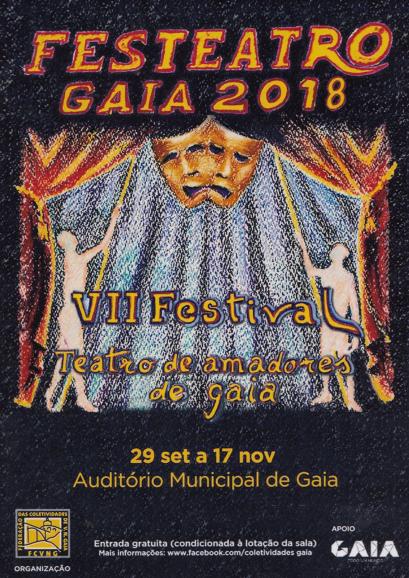 FESTEATRO
GAIA 2018
VII Festival
Teatro de amadores
de gaia
29 set a 17 nov
Auditório Municipal de Gaia
FEDERAÇÃO
DAS COLETIVIDADES
DE V. N. GAIA
FCVNG
ORGANIZAÇÃO
Entrada gratuita (condicionada à lotação da sala)
Mais informações: www.facebook.com/coletividades gaia
APOIO
GAIA